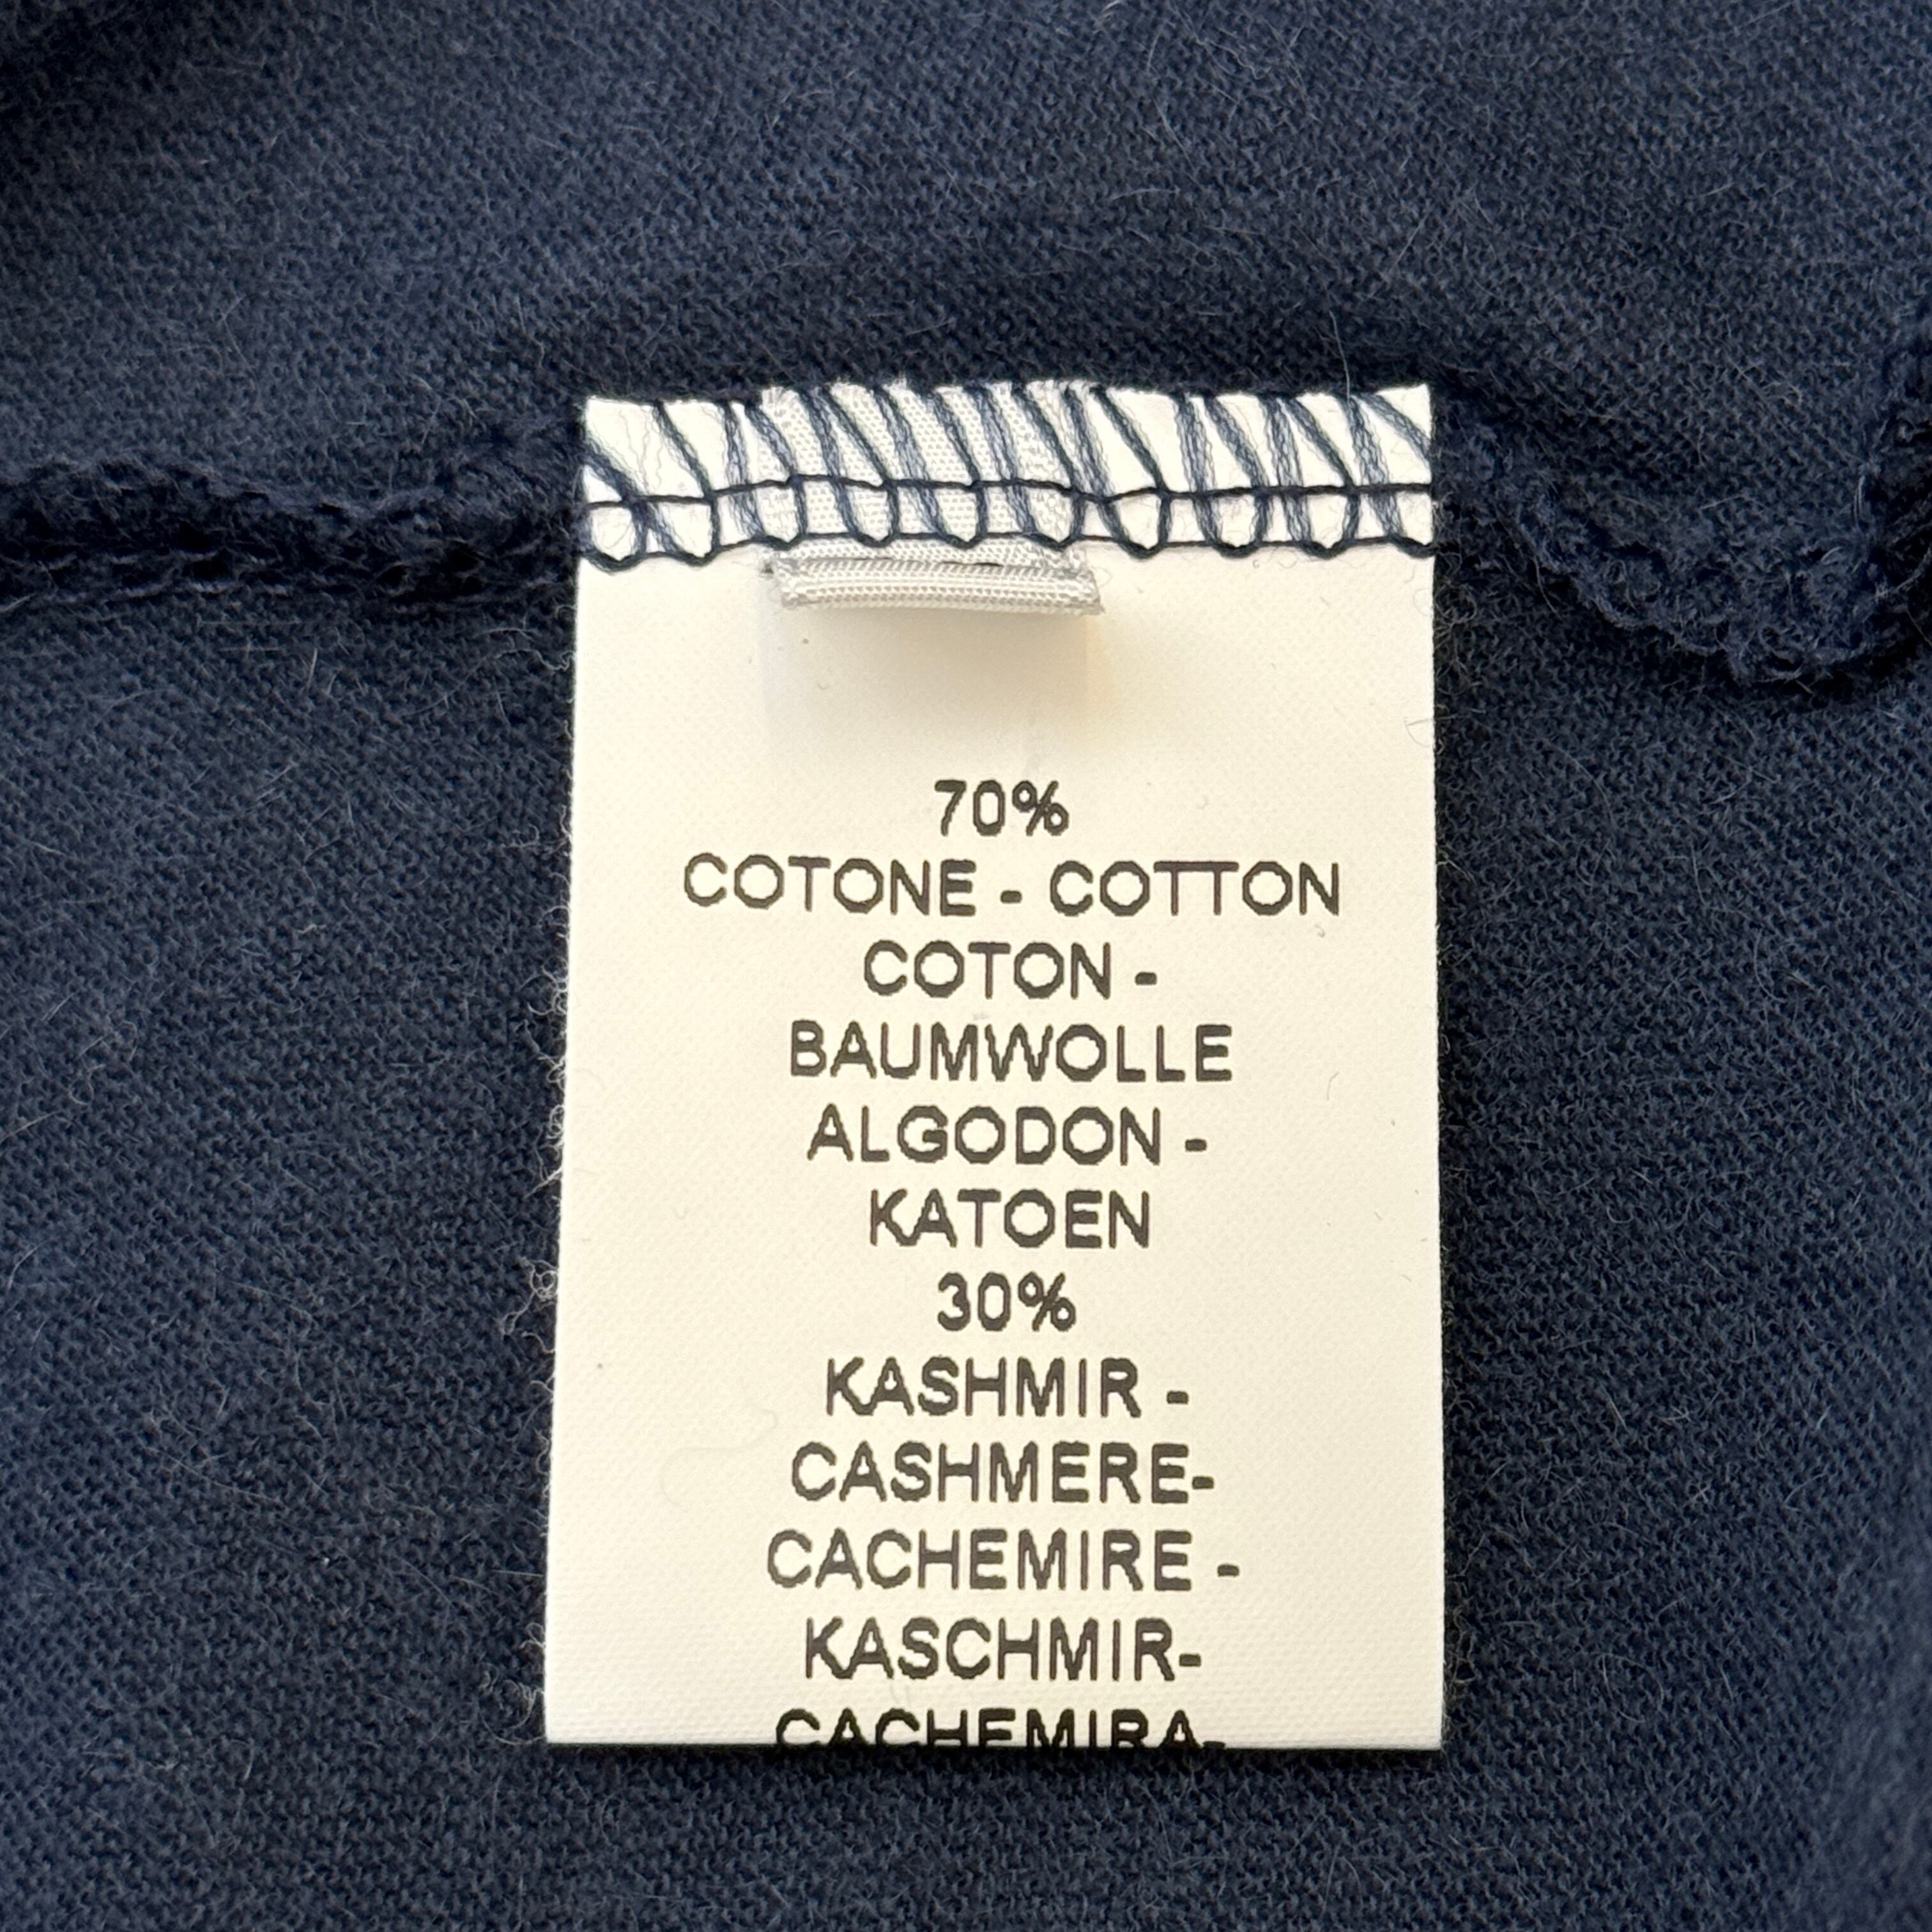 70%
COTONE - COTTON
COTON -
BAUMWOLLE
ALGODON -
KATOEN
30%
KASHMIR -
CASHMERE-
CACHEMIRE -
KASCHMIR-
CACHEMIRA-